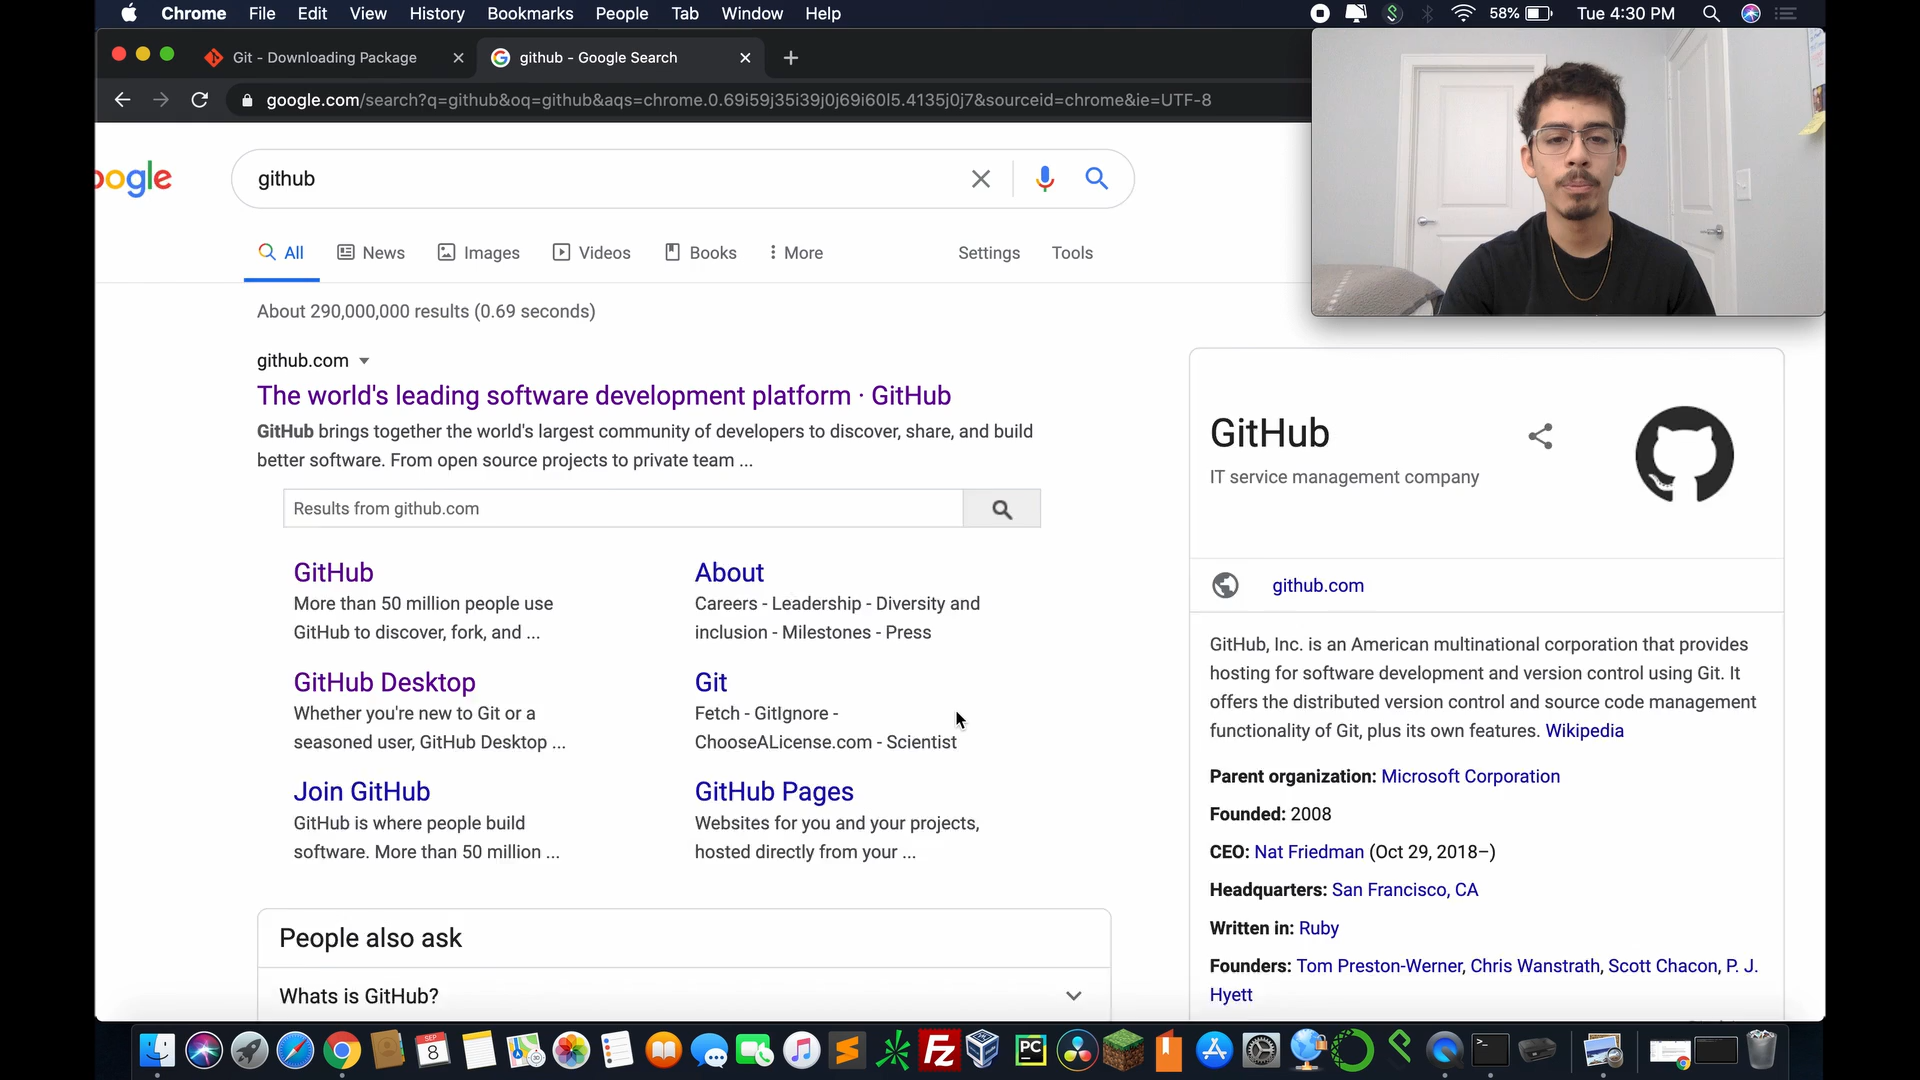 Chrome File Edit View History Bookmarks People Tab Window Help
58% Tue 4:30 PM
Git - Downloading Package
github - Google Search
google.com/search?q=github&oq=github&aqs=chrome.0.69i59j35i39j0j69i60l5.4135j0j7&sourceid=chrome&ie=UTF-8
oogle
github
All News Images Videos Books More Settings Tools
About 290,000,000 results (0.69 seconds)
github.com
The world's leading software development platform · GitHub
GitHub brings together the world's largest community of developers to discover, share, and build
better software. From open source projects to private team ...
Results from github.com
GitHub
More than 50 million people use
GitHub to discover, fork, and ...
About
Careers - Leadership - Diversity and
inclusion - Milestones - Press
GitHub Desktop
Whether you're new to Git or a
seasoned user, GitHub Desktop ...
Git
Fetch - GitIgnore -
ChooseALicense.com - Scientist
Join GitHub
GitHub is where people build
software. More than 50 million ...
GitHub Pages
Websites for you and your projects,
hosted directly from your ...
People also ask
Whats is GitHub?
GitHub
IT service management company
github.com
GitHub, Inc. is an American multinational corporation that provides
hosting for software development and version control using Git. It
offers the distributed version control and source code management
functionality of Git, plus its own features. Wikipedia
Parent organization: Microsoft Corporation
Founded: 2008
CEO: Nat Friedman (Oct 29, 2018–)
Headquarters: San Francisco, CA
Written in: Ruby
Founders: Tom Preston-Werner, Chris Wanstrath, Scott Chacon, P. J.
Hyett
SEP
8
Fz
PC